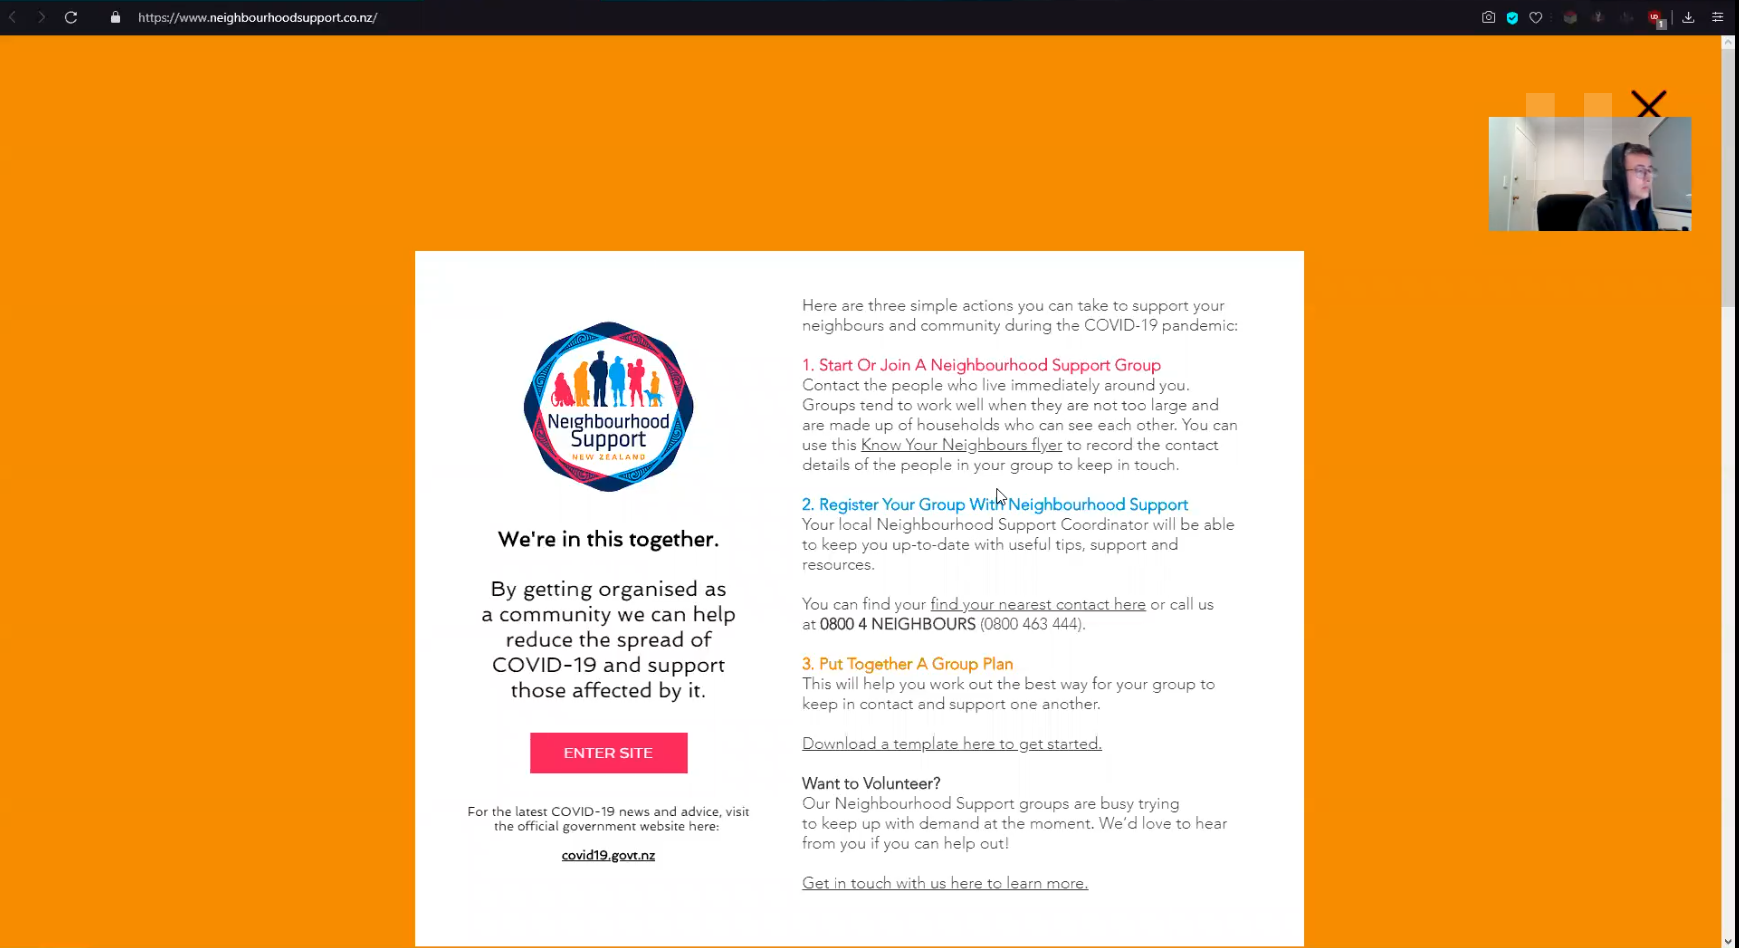 https://www.neighbourhoodsupport.co.nz/
1
Neighbourhood
Support
NEW ZEALAND
We're in this together.
By getting organised as
a community we can help
reduce the spread of
COVID-19 and support
those affected by it.
ENTER SITE
For the latest COVID-19 news and advice, visit
the official government website here:
covid19.govt.nz
Here are three simple actions you can take to support your
neighbours and community during the COVID-19 pandemic:
1. Start Or Join A Neighbourhood Support Group
Contact the people who live immediately around you.
Groups tend to work well when they are not too large and
are made up of households who can see each other. You can
use this Know Your Neighbours flyer to record the contact
details of the people in your group to keep in touch.
2. Register Your Group With Neighbourhood Support
Your local Neighbourhood Support Coordinator will be able
to keep you up-to-date with useful tips, support and
resources.
You can find your find your nearest contact here or call us
at 0800 4 NEIGHBOURS (0800 463 444).
3. Put Together A Group Plan
This will help you work out the best way for your group to
keep in contact and support one another.
Download a template here to get started.
Want to Volunteer?
Our Neighbourhood Support groups are busy trying
to keep up with demand at the moment. We'd love to hear
from you if you can help out!
Get in touch with us here to learn more.